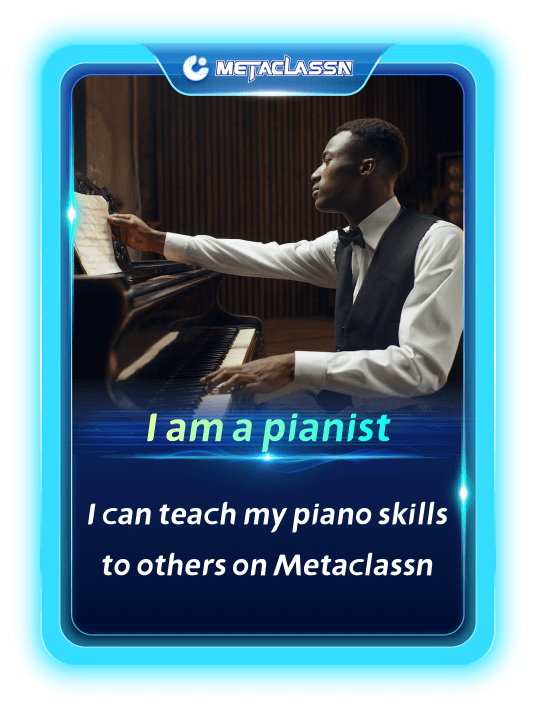 METACLASSN
I am a pianist
I can teach my piano skills
to others on Metaclassn